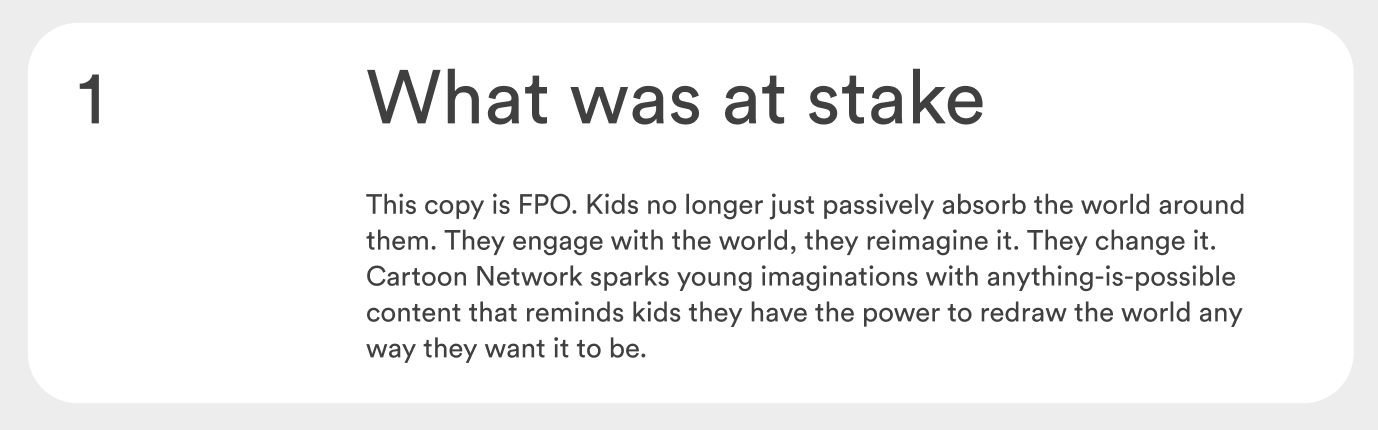 1
What was at stake
This copy is FPO. Kids no longer just passively absorb the world around
them. They engage with the world, they reimagine it. They change it.
Cartoon Network sparks young imaginations with anything-is-possible
content that reminds kids they have the power to redraw the world any
way they want it to be.